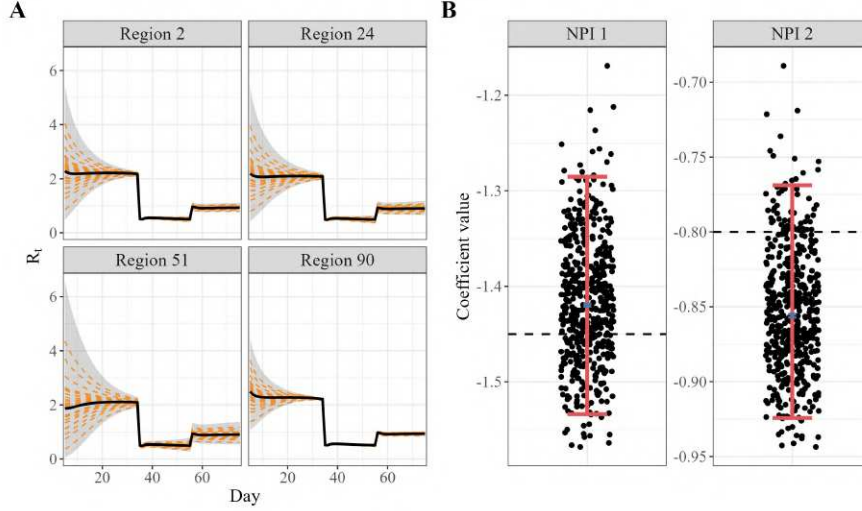 A
B
Region 2
Region 24
NPI 1
NPI 2
6
4
2
0
Region 51
Region 90
6
4
2
0
R_t
20
40
60
20
40
60
Day
Coefficient value
-1.2
-1.3
-1.4
-1.5
-0.70
-0.75
-0.80
-0.85
-0.90
-0.95